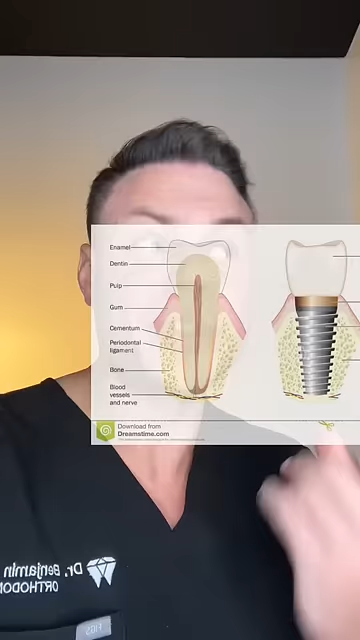 Enamel
Dentin
Pulp
Gum
Cementum
Periodontal
ligament
Bone
Blood
vessels
and nerve
Download from
Dreamstime.com
Dr. Benjamin
ORTHODON